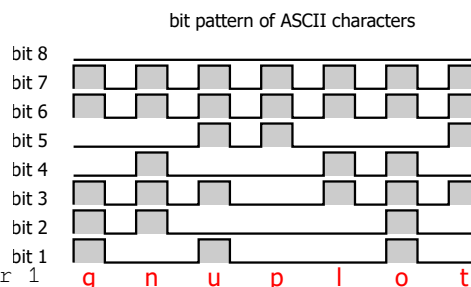 bit pattern of ASCII characters
bit 8
bit 7
bit 6
bit 5
bit 4
bit 3
bit 2
bit 1
r 1
g n u p l o t